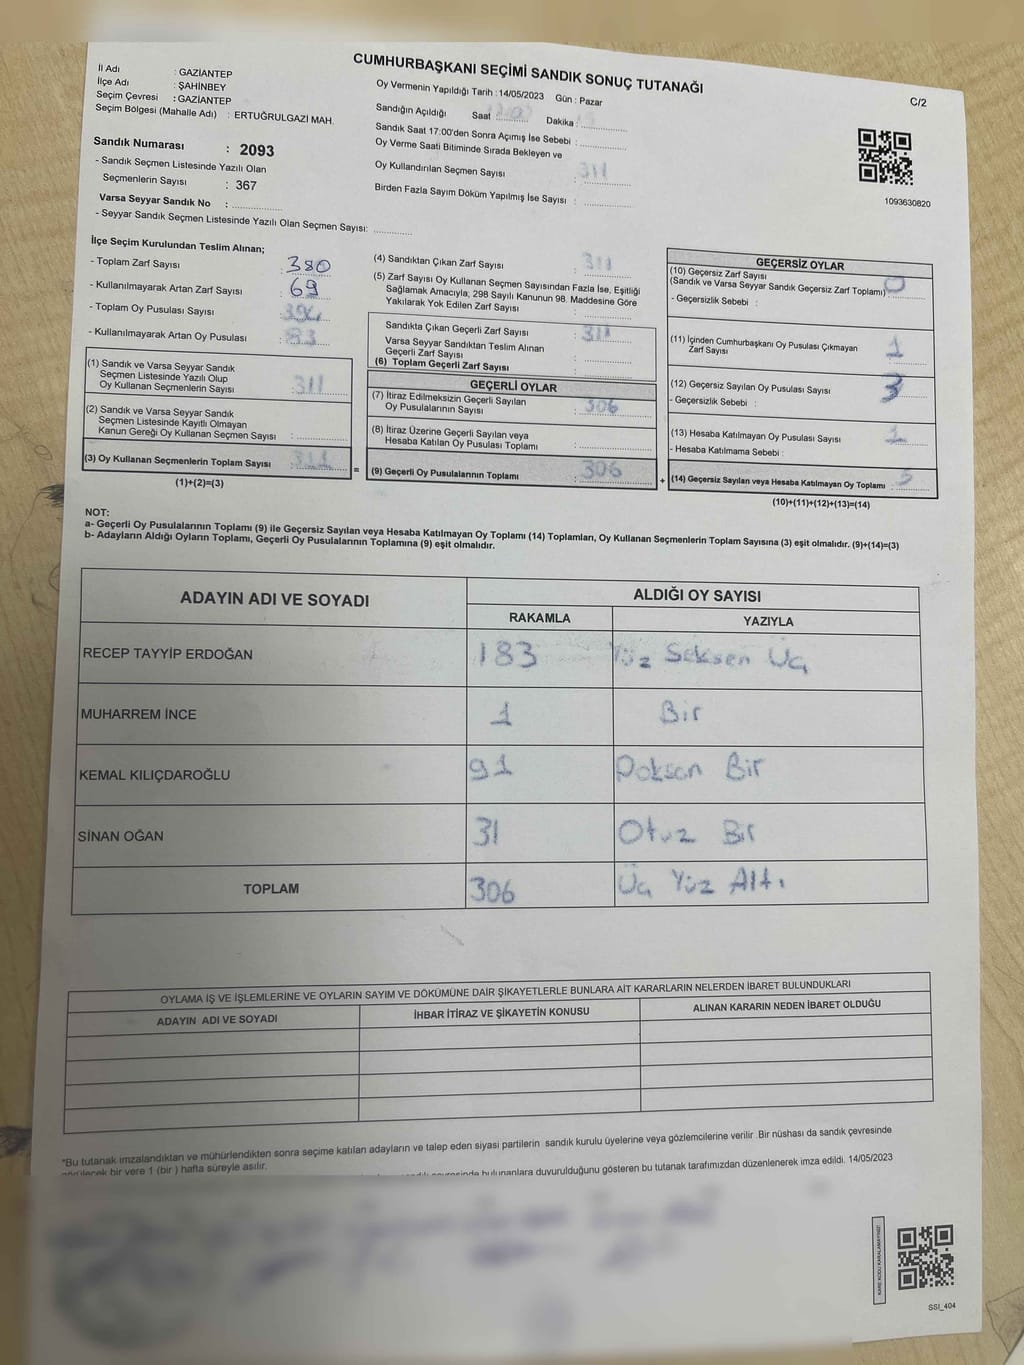 CUMHURBAŞKANI SEÇİMİ SANDIK SONUÇ TUTANAĞI
C/2
İl Adı : GAZİANTEP
İlçe Adı : ŞAHİNBEY
Seçim Çevresi : GAZİANTEP
Seçim Bölgesi (Mahalle Adı) : ERTUĞRULGAZİ MAH.
Sandık Numarası : 2093
- Sandık Seçmen Listesinde Yazılı Olan
Seçmenlerin Sayısı : 367
Varsa Seyyar Sandık No :
- Seyyar Sandık Seçmen Listesinde Yazılı Olan Seçmen Sayısı:
Oy Vermenin Yapıldığı Tarih : 14/05/2023 Gün : Pazar
Sandığın Açıldığı Saat Dakika :
Sandık Saat 17:00'den Sonra Açımış İse Sebebi :
Oy Verme Saati Bitiminde Sırada Bekleyen ve
Oy Kullandırılan Seçmen Sayısı : 311
Birden Fazla Sayım Döküm Yapılmış İse Sayısı :
1093630820
İlçe Seçim Kurulundan Teslim Alınan;
- Toplam Zarf Sayısı : 380
- Kullanılmayarak Artan Zarf Sayısı : 69
- Toplam Oy Pusulası Sayısı : 394
- Kullanılmayarak Artan Oy Pusulası : 83
(1) Sandık ve Varsa Seyyar Sandık
Seçmen Listesinde Yazılı Olup
Oy Kullanan Seçmenlerin Sayısı : 311
(2) Sandık ve Varsa Seyyar Sandık
Seçmen Listesinde Kayıtlı Olmayan
Kanun Gereği Oy Kullanan Seçmen Sayısı :
(3) Oy Kullanan Seçmenlerin Toplam Sayısı : 311
(1)+(2)=(3)
(4) Sandıktan Çıkan Zarf Sayısı : 311
(5) Zarf Sayısı Oy Kullanan Seçmen Sayısından Fazla İse, Eşitliği
Sağlamak Amacıyla, 298 Sayılı Kanunun 98. Maddesine Göre
Yakılarak Yok Edilen Zarf Sayısı :
Sandıkta Çıkan Geçerli Zarf Sayısı : 311
Varsa Seyyar Sandıktan Teslim Alınan
Geçerli Zarf Sayısı :
(6) Toplam Geçerli Zarf Sayısı :
GEÇERLİ OYLAR
(7) İtiraz Edilmeksizin Geçerli Sayılan
Oy Pusulalarının Sayısı : 306
(8) İtiraz Üzerine Geçerli Sayılan veya
Hesaba Katılan Oy Pusulası Toplamı :
= (9) Geçerli Oy Pusulalarının Toplamı : 306 +
GEÇERSİZ OYLAR
(10) Geçersiz Zarf Sayısı
(Sandık ve Varsa Seyyar Sandık Geçersiz Zarf Toplamı) : 0
- Geçersizlik Sebebi :
(11) İçinden Cumhurbaşkanı Oy Pusulası Çıkmayan
Zarf Sayısı : 1
(12) Geçersiz Sayılan Oy Pusulası Sayısı : 3
- Geçersizlik Sebebi :
(13) Hesaba Katılmayan Oy Pusulası Sayısı : 1
- Hesaba Katılmama Sebebi :
(14) Geçersiz Sayılan veya Hesaba Katılmayan Oy Toplamı : 5
(10)+(11)+(12)+(13)=(14)
NOT:
a- Geçerli Oy Pusulalarının Toplamı (9) ile Geçersiz Sayılan veya Hesaba Katılmayan Oy Toplamı (14) Toplamları, Oy Kullanan Seçmenlerin Toplam Sayısına (3) eşit olmalıdır. (9)+(14)=(3)
b- Adayların Aldığı Oyların Toplamı, Geçerli Oy Pusulalarının Toplamına (9) eşit olmalıdır.
ADAYIN ADI VE SOYADI ALDIĞI OY SAYISI
RAKAMLA YAZIYLA
RECEP TAYYİP ERDOĞAN 183 Yüz Seksen Üç
MUHARREM İNCE 1 Bir
KEMAL KILIÇDAROĞLU 91 Doksan Bir
SİNAN OĞAN 31 Otuz Bir
TOPLAM 306 Üç Yüz Altı
OYLAMA İŞ VE İŞLEMLERİNE VE OYLARIN SAYIM VE DÖKÜMÜNE DAİR ŞİKAYETLERLE BUNLARA AİT KARARLARIN NELERDEN İBARET BULUNDUKLARI
ADAYIN ADI VE SOYADI İHBAR İTİRAZ VE ŞİKAYETİN KONUSU ALINAN KARARIN NEDEN İBARET OLDUĞU
*Bu tutanak imzalandıktan ve mühürlendikten sonra seçime katılan adayların ve talep eden siyasi partilerin sandık kurulu üyelerine veya gözlemcilerine verilir .Bir nüshası da sandık çevresinde
bir yere 1 (bir ) hafta süreyle asılır.
bulunanlara duyurulduğunu gösteren bu tutanak tarafımızdan düzenlenerek imza edildi. 14/05/2023
KARE KODU KARALAMAYINIZ!
SSI_404